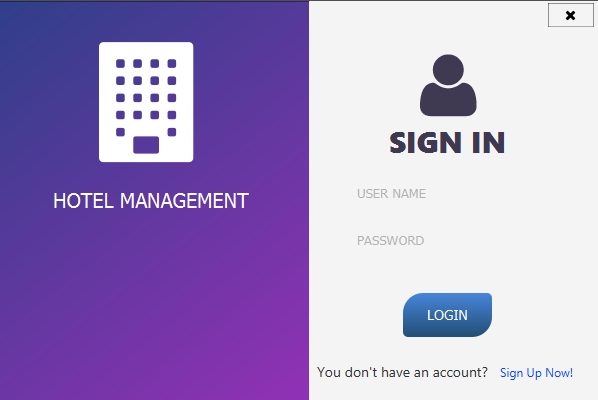 HOTEL MANAGEMENT
SIGN IN
USER NAME
PASSWORD
LOGIN
You don't have an account? Sign Up Now!